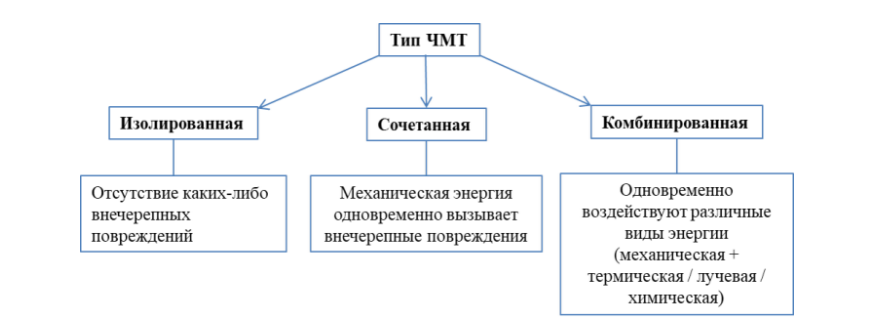 Тип ЧМТ
Изолированная
Отсутствие каких-либо
внечерепных
повреждений
Сочетанная
Механическая энергия
одновременно вызывает
внечерепные повреждения
Комбинированная
Одновременно
воздействуют различные
виды энергии
(механическая +
термическая / лучевая /
химическая)